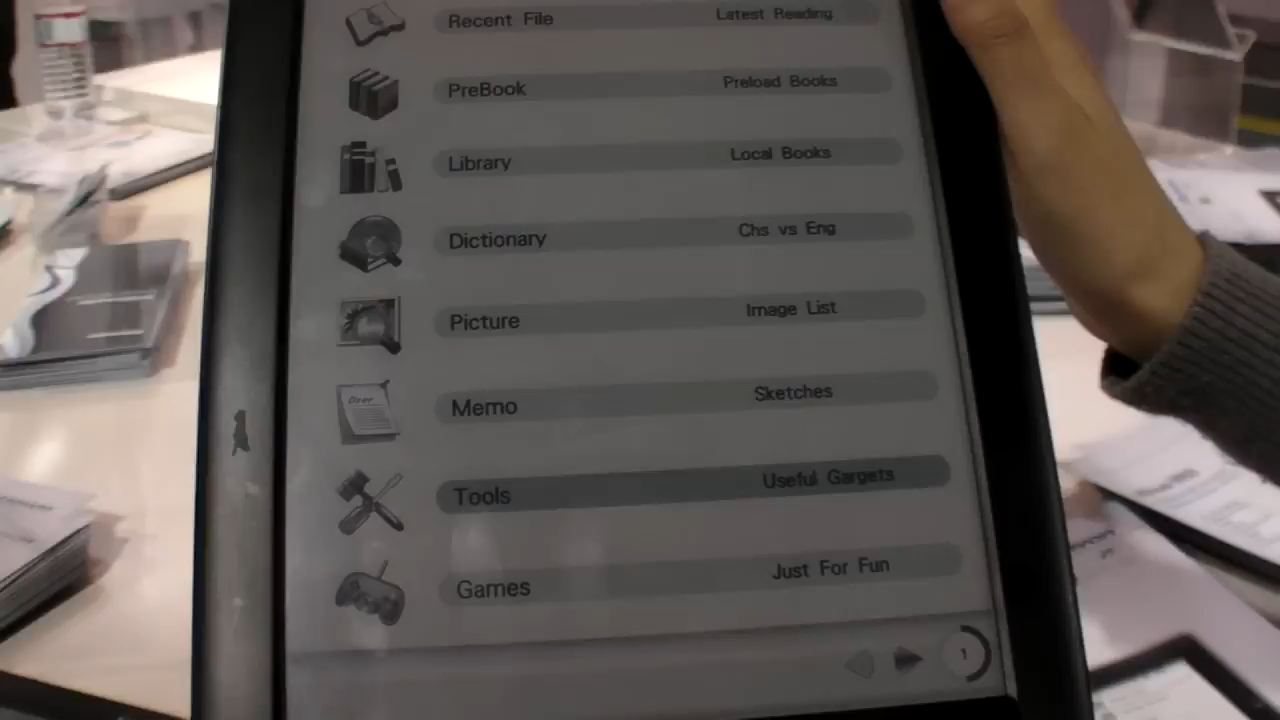 Recent File Latest Reading
PreBook Preload Books
Library Local Books
Dictionary Chs vs Eng
Picture Image List
Memo Sketches
Tools Useful Gargets
Games Just For Fun
1